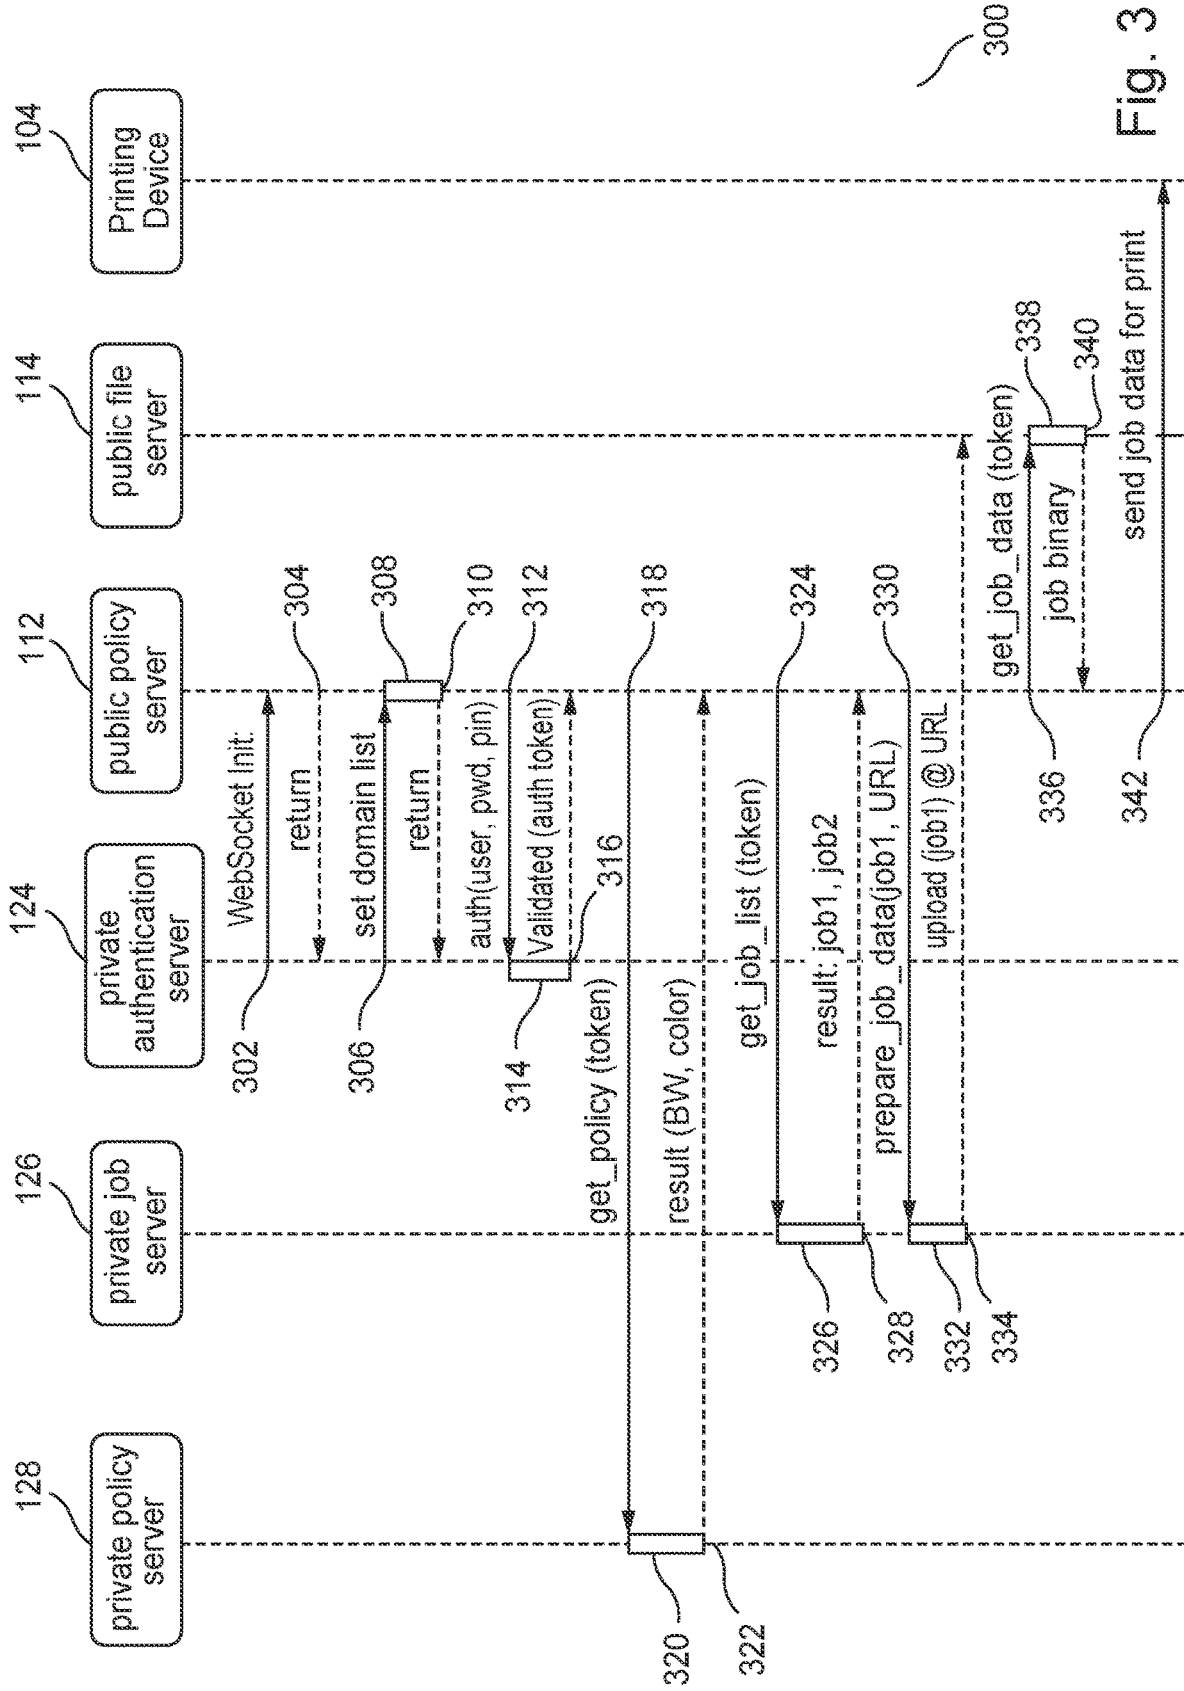 128
126
124
112
114
104
private policy
server
private job
server
private
authentication
server
public policy
server
public file
server
Printing
Device
302
WebSocket Init:
return
304
306
set domain list
308
return
310
auth(user, pwd, pin)
312
314
Validated (auth token)
316
get_policy (token)
318
320
result (BW, color)
322
get_job_list (token)
324
326
result: job1, job2
328
prepare_job_data(job1, URL)
330
332
upload (job1) @ URL
334
336
get_job_data (token)
338
job binary
340
342
send job data for print
300
Fig. 3